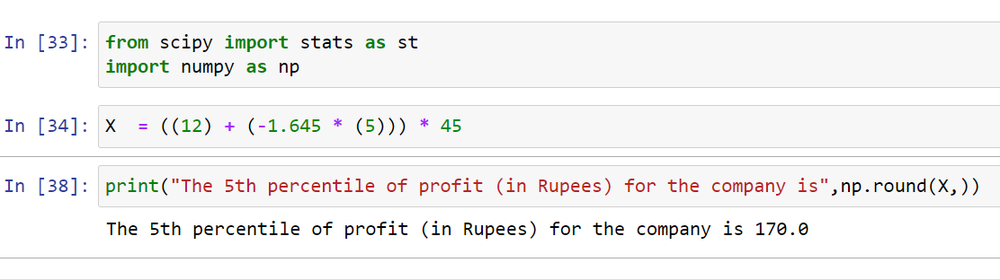 In [33]: from scipy import stats as st
import numpy as np
In [34]: X  = ((12) + (-1.645 * (5))) * 45
In [38]: print("The 5th percentile of profit (in Rupees) for the company is",np.round(X,))
The 5th percentile of profit (in Rupees) for the company is 170.0